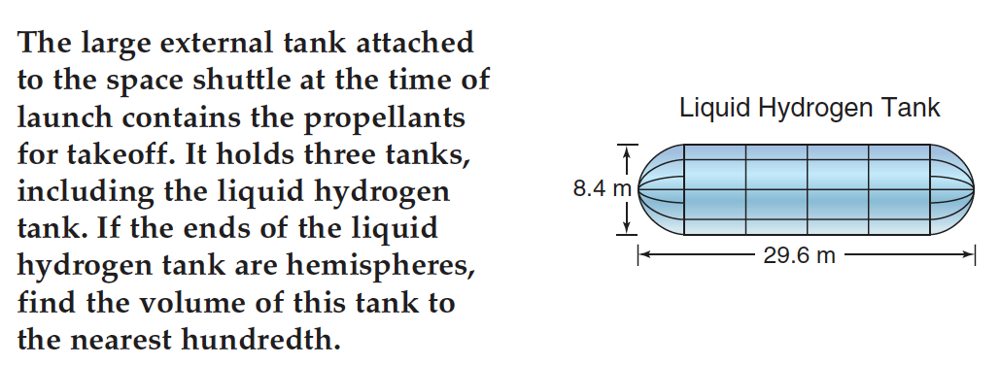 The large external tank attached
to the space shuttle at the time of
launch contains the propellants
for takeoff. It holds three tanks,
including the liquid hydrogen
tank. If the ends of the liquid
hydrogen tank are hemispheres,
find the volume of this tank to
the nearest hundredth.
Liquid Hydrogen Tank
8.4 m
29.6 m